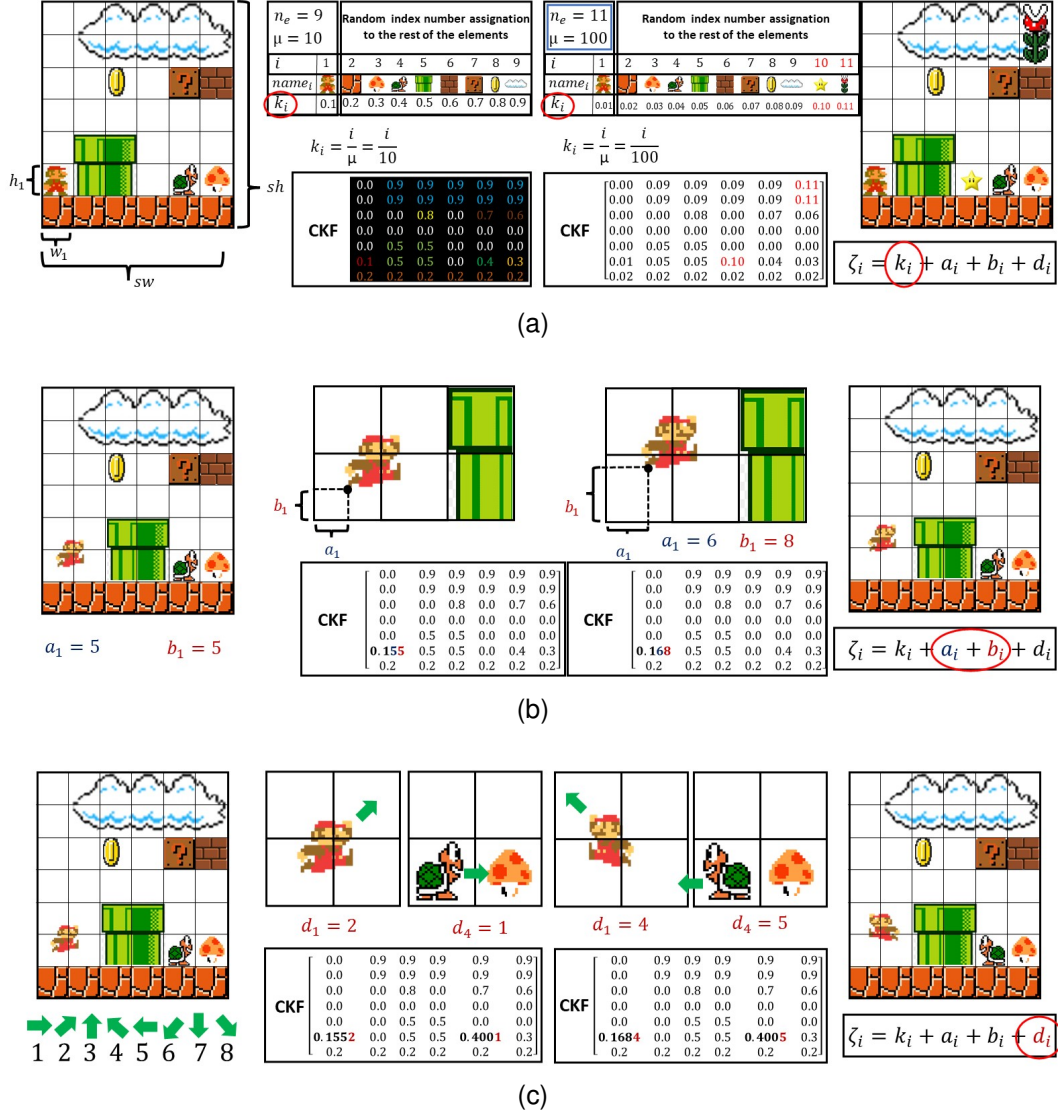 n_e = 9
μ = 10
Random index number assignation
to the rest of the elements
i 1 2 3 4 5 6 7 8 9
name_i
k_i 0.1 0.2 0.3 0.4 0.5 0.6 0.7 0.8 0.9
k_i = i/μ = i/10
h_1
w_1
sw
sh
CKF
0.0 0.9 0.9 0.9 0.9 0.9
0.0 0.9 0.9 0.9 0.9 0.9
0.0 0.0 0.8 0.0 0.7 0.6
0.0 0.0 0.0 0.0 0.0 0.0
0.0 0.5 0.5 0.0 0.0 0.0
0.1 0.5 0.5 0.0 0.4 0.3
0.2 0.2 0.2 0.2 0.2 0.2
n_e = 11
μ = 100
Random index number assignation
to the rest of the elements
i 1 2 3 4 5 6 7 8 9 10 11
name_i
k_i 0.01 0.02 0.03 0.04 0.05 0.06 0.07 0.08 0.09 0.10 0.11
k_i = i/μ = i/100
CKF
0.00 0.09 0.09 0.09 0.09 0.11
0.00 0.09 0.09 0.09 0.09 0.11
0.00 0.00 0.08 0.00 0.07 0.06
0.00 0.00 0.00 0.00 0.00 0.00
0.00 0.05 0.05 0.00 0.00 0.00
0.01 0.05 0.05 0.10 0.04 0.03
0.02 0.02 0.02 0.02 0.02 0.02
?
?
ζ_i = k_i + a_i + b_i + d_i
(a)
?
a_1 = 5 b_1 = 5
b_1
a_1
b_1
a_1
a_1 = 6 b_1 = 8
CKF
0.0 0.9 0.9 0.9 0.9 0.9
0.0 0.9 0.9 0.9 0.9 0.9
0.0 0.0 0.8 0.0 0.7 0.6
0.0 0.0 0.0 0.0 0.0 0.0
0.0 0.5 0.5 0.0 0.0 0.0
0.155 0.5 0.5 0.0 0.4 0.3
0.2 0.2 0.2 0.2 0.2 0.2
CKF
0.0 0.9 0.9 0.9 0.9 0.9
0.0 0.9 0.9 0.9 0.9 0.9
0.0 0.0 0.8 0.0 0.7 0.6
0.0 0.0 0.0 0.0 0.0 0.0
0.0 0.5 0.5 0.0 0.0 0.0
0.168 0.5 0.5 0.0 0.4 0.3
0.2 0.2 0.2 0.2 0.2 0.2
?
ζ_i = k_i + a_i + b_i + d_i
(b)
?
1 2 3 4 5 6 7 8
d_1 = 2 d_4 = 1 d_1 = 4 d_4 = 5
CKF
0.0 0.9 0.9 0.9 0.9 0.9
0.0 0.9 0.9 0.9 0.9 0.9
0.0 0.0 0.8 0.0 0.7 0.6
0.0 0.0 0.0 0.0 0.0 0.0
0.0 0.0 0.5 0.5 0.0 0.0
0.1552 0.5 0.5 0.0 0.4001 0.3
0.2 0.2 0.2 0.2 0.2 0.2
CKF
0.0 0.9 0.9 0.9 0.9 0.9
0.0 0.9 0.9 0.9 0.9 0.9
0.0 0.0 0.8 0.0 0.7 0.6
0.0 0.0 0.0 0.0 0.0 0.0
0.0 0.0 0.5 0.5 0.0 0.0
0.1684 0.5 0.5 0.0 0.4005 0.3
0.2 0.2 0.2 0.2 0.2 0.2
?
ζ_i = k_i + a_i + b_i + d_i
(c)